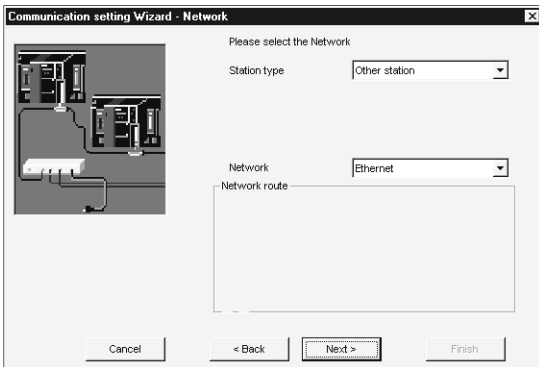 Communication setting Wizard - Network
Please select the Network
Station type
Other station
Network
Ethernet
Network route
Cancel
< Back
Next >
Finish